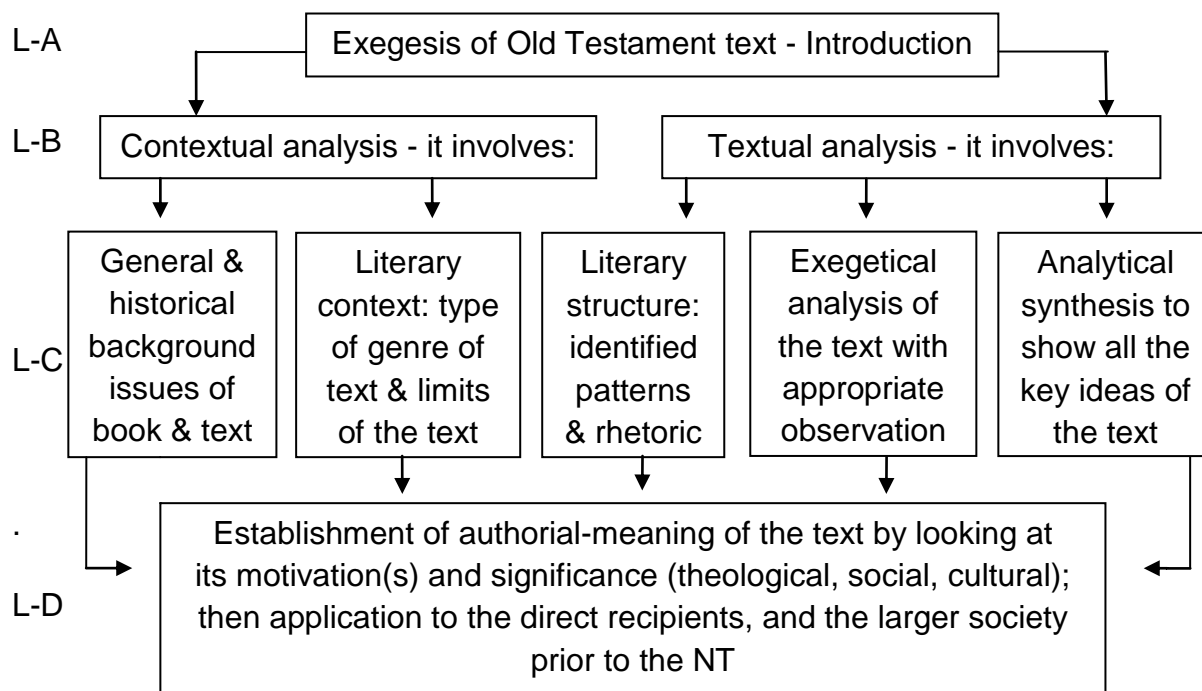 L-A
Exegesis of Old Testament text - Introduction
L-B
Contextual analysis - it involves:
Textual analysis - it involves:
L-C
General &
historical
background
issues of
book & text
Literary
context: type
of genre of
text & limits
of the text
Literary
structure:
identified
patterns
& rhetoric
Exegetical
analysis of
the text with
appropriate
observation
Analytical
synthesis to
show all the
key ideas of
the text
.
L-D
Establishment of authorial-meaning of the text by looking at
its motivation(s) and significance (theological, social, cultural);
then application to the direct recipients, and the larger society
prior to the NT